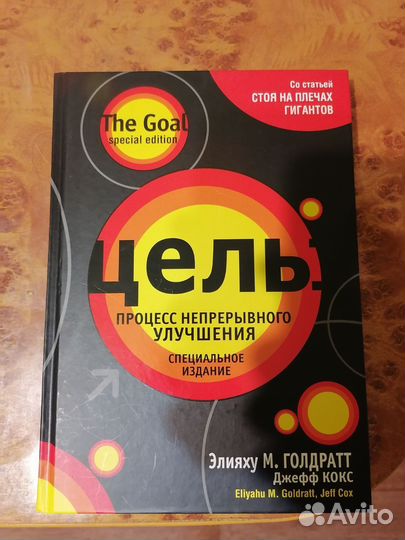 Со статьей
СТОЯ НА ПЛЕЧАХ
ГИГАНТОВ
The Goal
special edition
цель
ПРОЦЕСС НЕПРЕРЫВНОГО
УЛУЧШЕНИЯ
СПЕЦИАЛЬНОЕ
ИЗДАНИЕ
Элияху М. ГОЛДРАТТ
Джефф КОКС
Eliyahu M. Goldratt, Jeff Cox
Avito